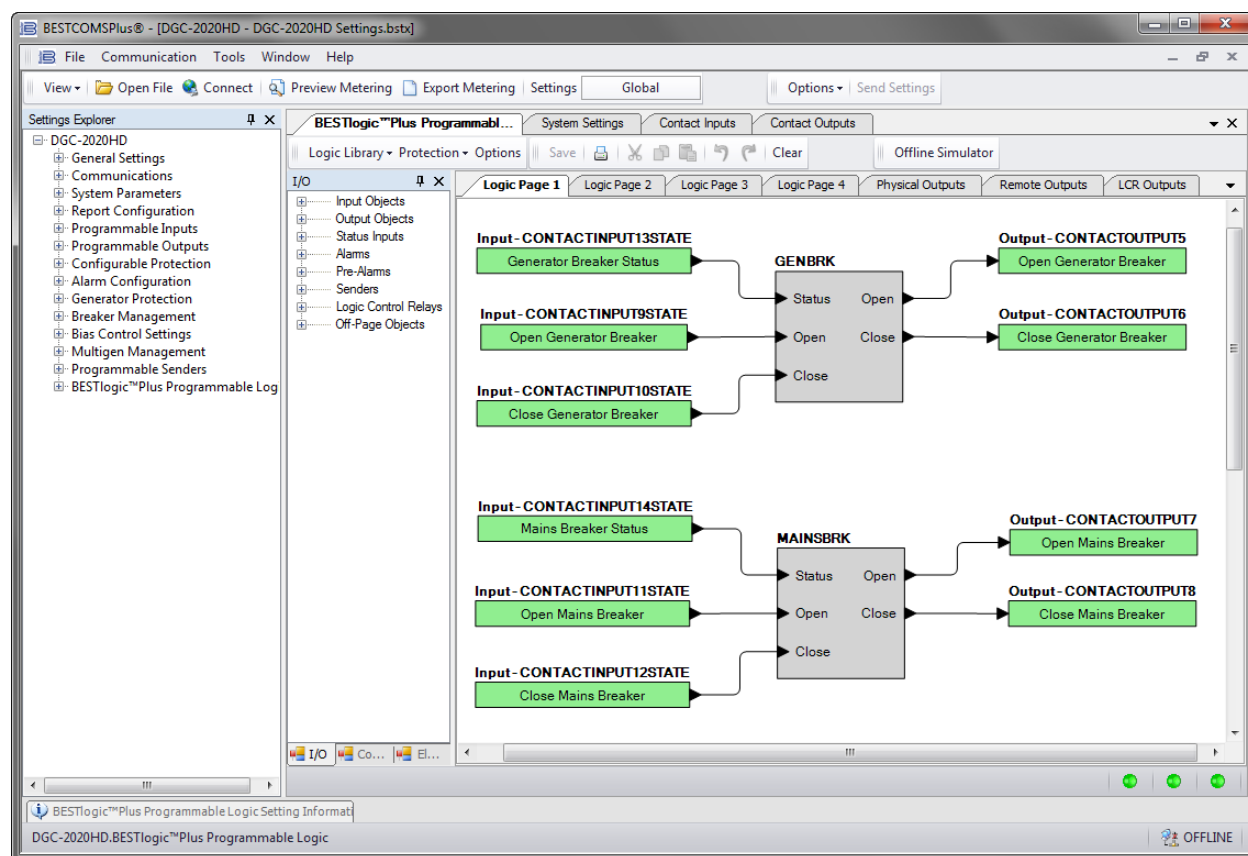 BESTCOMSPlus® - [DGC-2020HD - DGC-2020HD Settings.bstx]
File Communication Tools Window Help
View Open File Connect Preview Metering Export Metering Settings Global Options Send Settings
Settings Explorer
DGC-2020HD
General Settings
Communications
System Parameters
Report Configuration
Programmable Inputs
Programmable Outputs
Configurable Protection
Alarm Configuration
Generator Protection
Breaker Management
Bias Control Settings
Multigen Management
Programmable Senders
BESTlogic™Plus Programmable Log
BESTlogic™Plus Programmabl... System Settings Contact Inputs Contact Outputs
Logic Library Protection Options Save Clear Offline Simulator
I/O
Input Objects
Output Objects
Status Inputs
Alarms
Pre-Alarms
Senders
Logic Control Relays
Off-Page Objects
I/O Co... El...
Logic Page 1 Logic Page 2 Logic Page 3 Logic Page 4 Physical Outputs Remote Outputs LCR Outputs
Input-CONTACTINPUT13STATE
Generator Breaker Status
Input-CONTACTINPUT9STATE
Open Generator Breaker
Input-CONTACTINPUT10STATE
Close Generator Breaker
GENBRK
Status Open
Open Close
Close
Output-CONTACTOUTPUT5
Open Generator Breaker
Output-CONTACTOUTPUT6
Close Generator Breaker
Input-CONTACTINPUT14STATE
Mains Breaker Status
Input-CONTACTINPUT11STATE
Open Mains Breaker
Input-CONTACTINPUT12STATE
Close Mains Breaker
MAINSBRK
Status Open
Open Close
Close
Output-CONTACTOUTPUT7
Open Mains Breaker
Output-CONTACTOUTPUT8
Close Mains Breaker
BESTlogic™Plus Programmable Logic Setting Informati
DGC-2020HD.BESTlogic™Plus Programmable Logic
OFFLINE